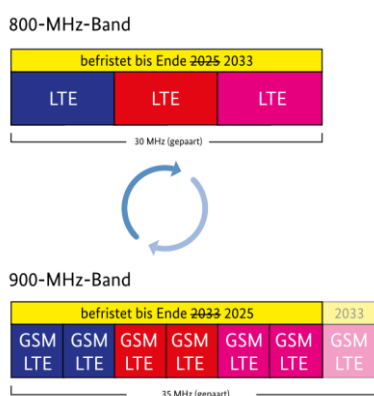 800-MHz-Band
befristet bis Ende 2025 2033
LTE LTE LTE
30 MHz (gepaart)
900-MHz-Band
befristet bis Ende 2033 2025 2033
GSM GSM GSM GSM GSM GSM GSM
LTE LTE LTE LTE LTE LTE LTE
35 MHz (gepaart)